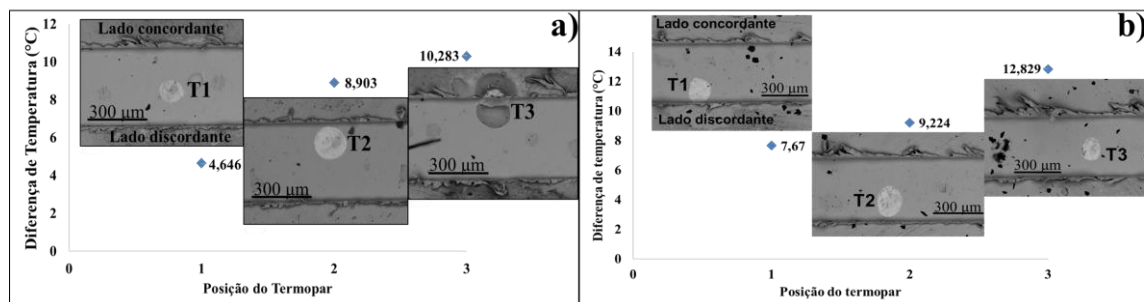 a)
Diferença de Temperatura (°C)
12
10
8
6
4
2
0
0
1
2
3
Posição do Termopar
Lado concordante
T1
300 µm
Lado discordante
4,646
8,903
T2
300 µm
10,283
T3
300 µm
b)
Diferença de temperatura (°C)
14
12
10
8
6
4
2
0
0
1
2
3
Posição do termopar
Lado concordante
T1
300 µm
Lado discordante
7,67
9,224
T2
300 µm
12,829
T3
300 µm